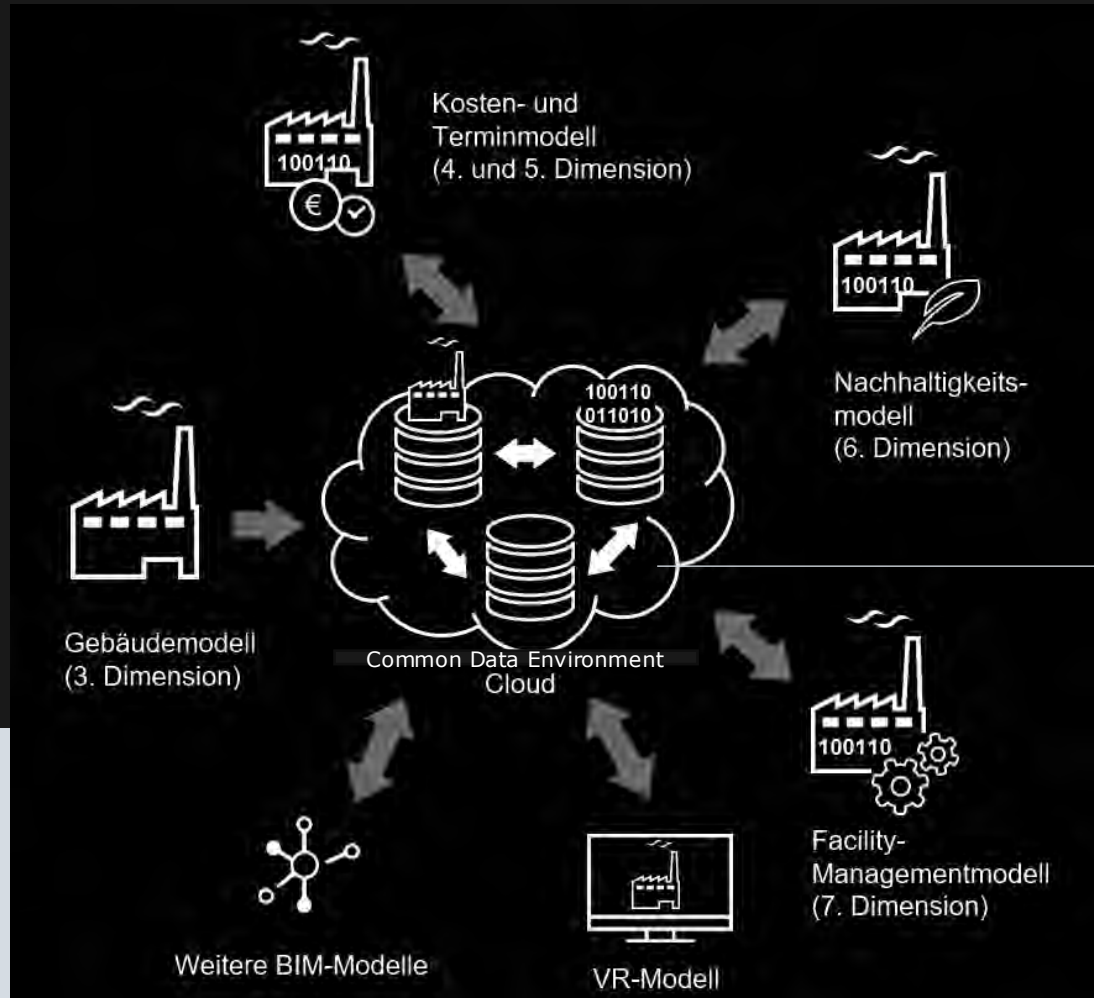 Kosten- und
Terminmodell
(4. und 5. Dimension)
100110
€
100110
Nachhaltigkeits-
modell
(6. Dimension)
100110
011010
Gebäudemodell
(3. Dimension)
Common Data Environment
Cloud
100110
Facility-
Managementmodell
(7. Dimension)
Weitere BIM-Modelle
VR-Modell